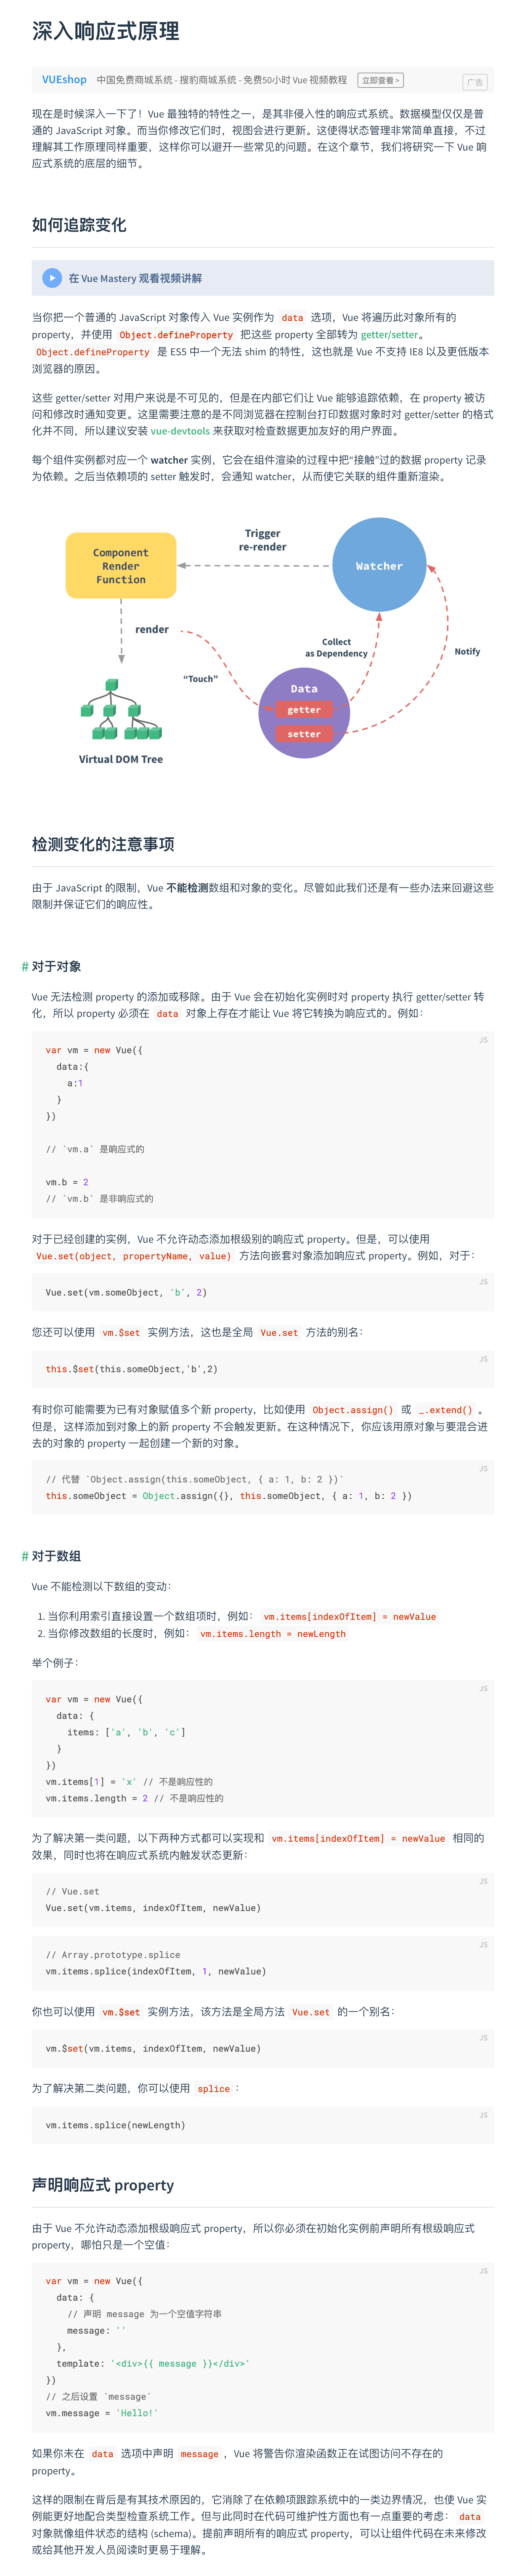 深入响应式原理
VUEshop 中国免费商城系统 - 搜豹商城系统 - 免费50小时 Vue 视频教程 立即查看 >
广告
现在是时候深入一下了！Vue 最独特的特性之一，是其非侵入性的响应式系统。数据模型仅仅是普
通的 JavaScript 对象。而当你修改它们时，视图会进行更新。这使得状态管理非常简单直接，不过
理解其工作原理同样重要，这样你可以避开一些常见的问题。在这个章节，我们将研究一下 Vue 响
应式系统的底层的细节。
如何追踪变化
在 Vue Mastery 观看视频讲解
当你把一个普通的 JavaScript 对象传入 Vue 实例作为 data 选项，Vue 将遍历此对象所有的
property，并使用 Object.defineProperty 把这些 property 全部转为 getter/setter。
Object.defineProperty 是 ES5 中一个无法 shim 的特性，这也就是 Vue 不支持 IE8 以及更低版本
浏览器的原因。
这些 getter/setter 对用户来说是不可见的，但是在内部它们让 Vue 能够追踪依赖，在 property 被访
问和修改时通知变更。这里需要注意的是不同浏览器在控制台打印数据对象时对 getter/setter 的格式
化并不同，所以建议安装 vue-devtools 来获取对检查数据更加友好的用户界面。
每个组件实例都对应一个 watcher 实例，它会在组件渲染的过程中把“接触”过的数据 property 记录
为依赖。之后当依赖项的 setter 触发时，会通知 watcher，从而使它关联的组件重新渲染。
Component
Render
Function
Trigger
re-render
Watcher
render
Collect
as Dependency
Notify
“Touch”
Data
getter
setter
Virtual DOM Tree
检测变化的注意事项
由于 JavaScript 的限制，Vue 不能检测数组和对象的变化。尽管如此我们还是有一些办法来回避这些
限制并保证它们的响应性。
# 对于对象
Vue 无法检测 property 的添加或移除。由于 Vue 会在初始化实例时对 property 执行 getter/setter 转
化，所以 property 必须在 data 对象上存在才能让 Vue 将它转换为响应式的。例如：
JS
var vm = new Vue({
data:{
a:1
}
})
// `vm.a` 是响应式的
vm.b = 2
// `vm.b` 是非响应式的
对于已经创建的实例，Vue 不允许动态添加根级别的响应式 property。但是，可以使用
Vue.set(object, propertyName, value) 方法向嵌套对象添加响应式 property。例如，对于：
JS
Vue.set(vm.someObject, 'b', 2)
您还可以使用 vm.$set 实例方法，这也是全局 Vue.set 方法的别名：
JS
this.$set(this.someObject,'b',2)
有时你可能需要为已有对象赋值多个新 property，比如使用 Object.assign() 或 _.extend() 。
但是，这样添加到对象上的新 property 不会触发更新。在这种情况下，你应该用原对象与要混合进
去的对象的 property 一起创建一个新的对象。
JS
// 代替 `Object.assign(this.someObject, { a: 1, b: 2 })`
this.someObject = Object.assign({}, this.someObject, { a: 1, b: 2 })
# 对于数组
Vue 不能检测以下数组的变动：
1. 当你利用索引直接设置一个数组项时，例如： vm.items[indexOfItem] = newValue
2. 当你修改数组的长度时，例如： vm.items.length = newLength
举个例子：
JS
var vm = new Vue({
data: {
items: ['a', 'b', 'c']
}
})
vm.items[1] = 'x' // 不是响应性的
vm.items.length = 2 // 不是响应性的
为了解决第一类问题，以下两种方式都可以实现和 vm.items[indexOfItem] = newValue 相同的
效果，同时也将在响应式系统内触发状态更新：
JS
// Vue.set
Vue.set(vm.items, indexOfItem, newValue)
JS
// Array.prototype.splice
vm.items.splice(indexOfItem, 1, newValue)
你也可以使用 vm.$set 实例方法，该方法是全局方法 Vue.set 的一个别名：
JS
vm.$set(vm.items, indexOfItem, newValue)
为了解决第二类问题，你可以使用 splice ：
JS
vm.items.splice(newLength)
声明响应式 property
由于 Vue 不允许动态添加根级响应式 property，所以你必须在初始化实例前声明所有根级响应式
property，哪怕只是一个空值：
JS
var vm = new Vue({
data: {
// 声明 message 为一个空值字符串
message: ''
},
template: '<div>{{ message }}</div>'
})
// 之后设置 `message`
vm.message = 'Hello!'
如果你未在 data 选项中声明 message ，Vue 将警告你渲染函数正在试图访问不存在的
property。
这样的限制在背后是有其技术原因的，它消除了在依赖项跟踪系统中的一类边界情况，也使 Vue 实
例能更好地配合类型检查系统工作。但与此同时在代码可维护性方面也有一点重要的考虑： data
对象就像组件状态的结构 (schema)。提前声明所有的响应式 property，可以让组件代码在未来修改
或给其他开发人员阅读时更易于理解。